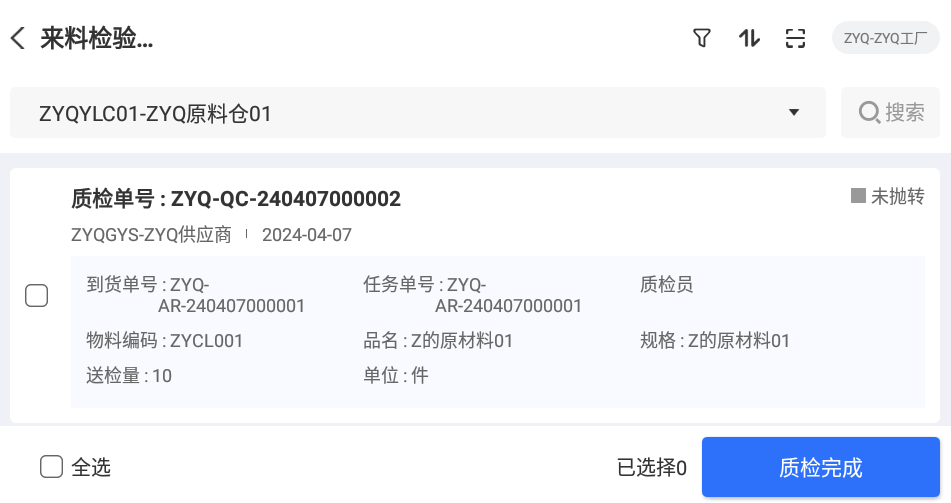 来料检验...
ZYQ-ZYQ工厂
ZYQYLC01-ZYQ原料仓01
搜索
质检单号 : ZYQ-QC-240407000002
未抛转
ZYQGYS-ZYQ供应商 2024-04-07
到货单号 : ZYQ-
AR-240407000001
任务单号 : ZYQ-
AR-240407000001
质检员
物料编码 : ZYCL001
品名 : Z的原材料01
规格 : Z的原材料01
送检量 : 10
单位 : 件
全选
已选择0
质检完成